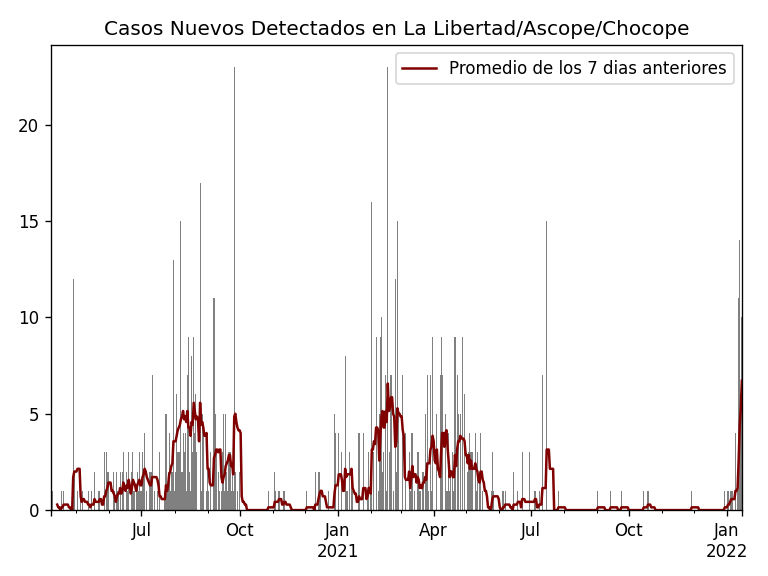 Casos Nuevos Detectados en La Libertad/Ascope/Chocope
Promedio de los 7 dias anteriores
20
15
10
5
0
Jul
Oct
Jan
2021
Apr
Jul
Oct
Jan
2022